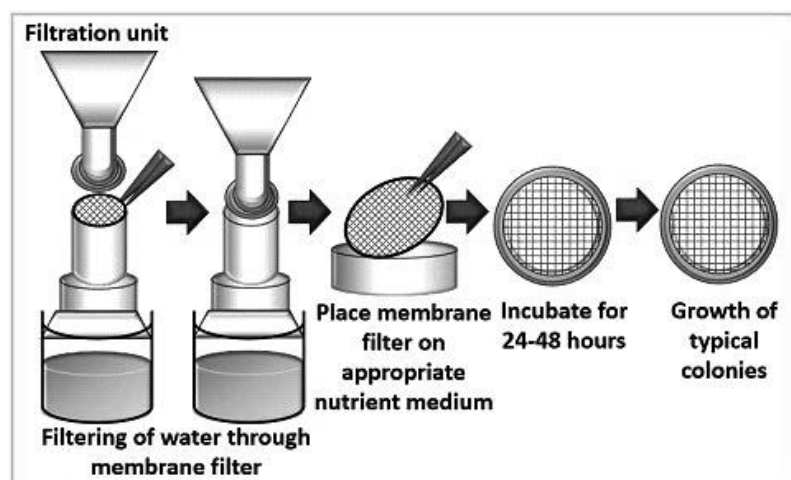 Filtration unit
Filtering of water through
membrane filter
Place membrane
filter on
appropriate
nutrient medium
Incubate for
24-48 hours
Growth of
typical
colonies